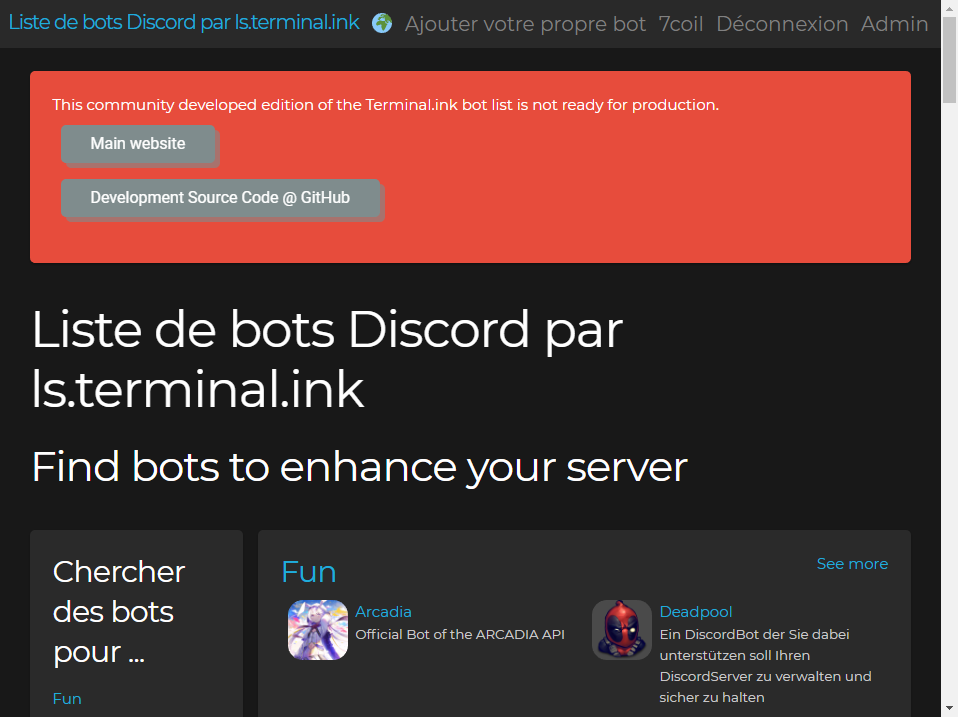 Liste de bots Discord par ls.terminal.ink Ajouter votre propre bot 7coil Déconnexion Admin
This community developed edition of the Terminal.ink bot list is not ready for production.
Main website
Development Source Code @ GitHub
Liste de bots Discord par
ls.terminal.ink
Find bots to enhance your server
Chercher
des bots
pour ...
Fun
Fun
See more
Arcadia
Official Bot of the ARCADIA API
Deadpool
Ein DiscordBot der Sie dabei
unterstützen soll Ihren
DiscordServer zu verwalten und
sicher zu halten